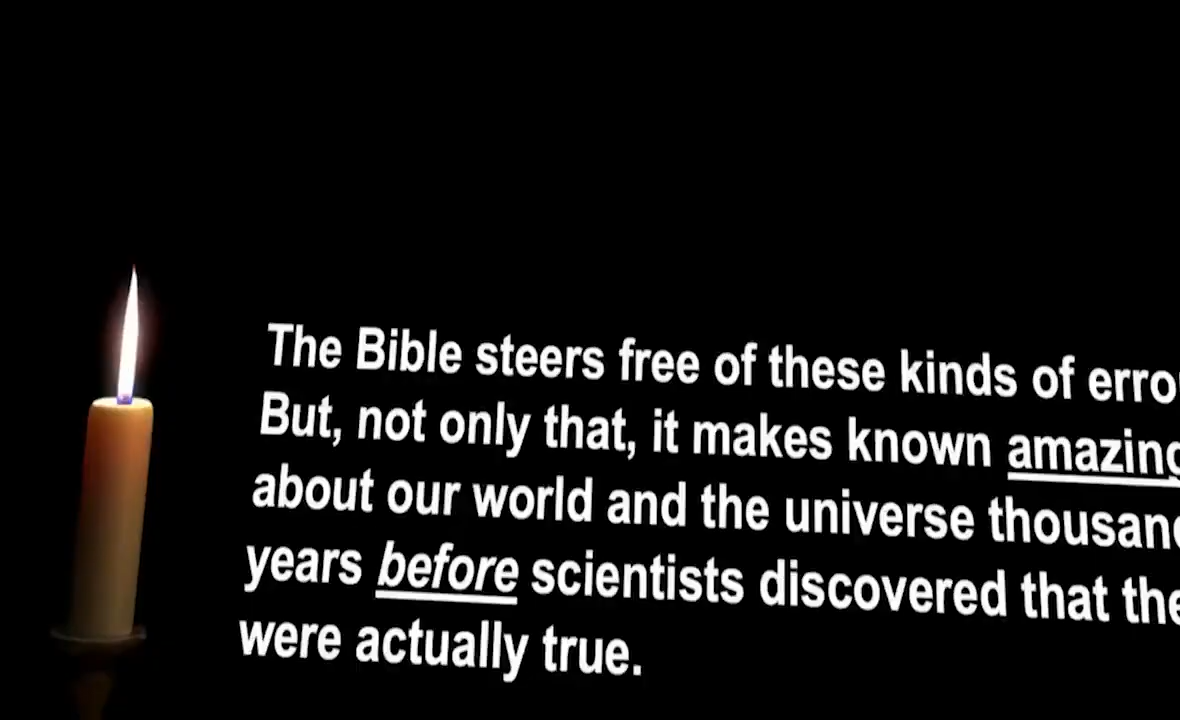 The Bible steers free of these kinds of
But, not only that, it makes known
about our world and the universe
years before scientists discovered that
were actually true.